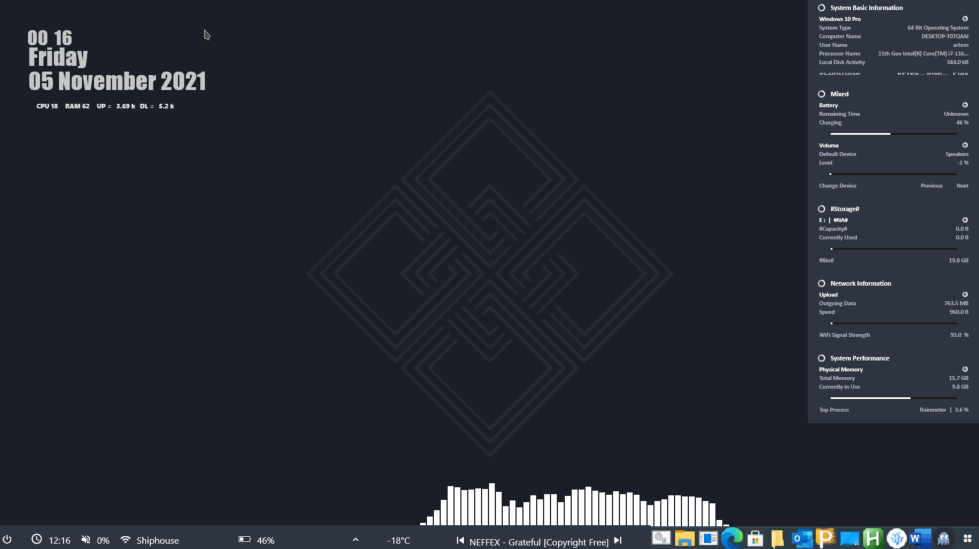 00 16
Friday
05 November 2021
CPU 18 RAM 62 UP = 3.69 k DL = 5.2 k
System Basic Information
Windows 10 Pro
System Type 64 Bit Operating System
Computer Name DESKTOP-T07Q4AI
User Name artem
Processor Name 11th Gen Intel[R] Core[TM] i7-116...
Local Disk Activity 344.0 kB
Mixed
Battery
Remaining Time Unknown
Charging 46 %
Volume
Default Device Speakers
Level -1 %
Change Device Previous Next
#Storage#
E : | #NA#
#Capacity# 0.0 B
Currently Used 0.0 B
#Bin# 19.8 GB
Network Information
Upload
Outgoing Data 763.5 MB
Speed 960.0 B
WiFi Signal Strength 93.0 %
System Performance
Physical Memory
Total Memory 15.7 GB
Currently in Use 9.8 GB
Top Process Rainmeter | 3.6 %
12:16 0% Shiphouse 46% -18°C NEFFEX - Grateful [Copyright Free]